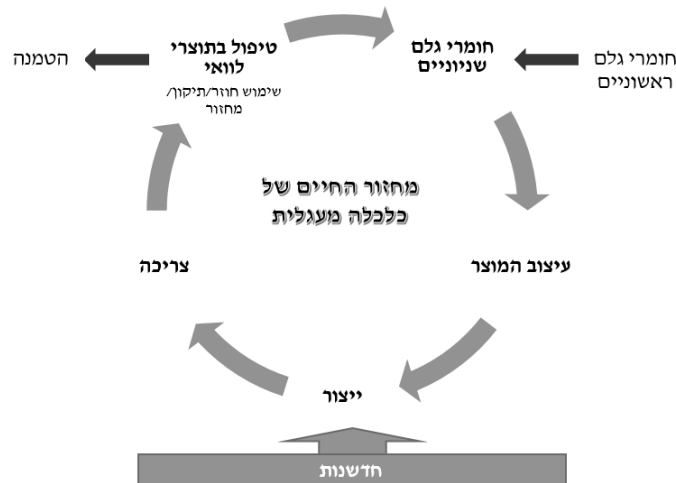 חומרי גלם
ראשוניים
חומרי גלם
שניוניים
טיפול בתוצרי
לוואי
שימוש חוזר/תיקון/
מחזור
הטמנה
מחזור החיים של
כלכלה מעגלית
עיצוב המוצר
צריכה
ייצור
חדשנות